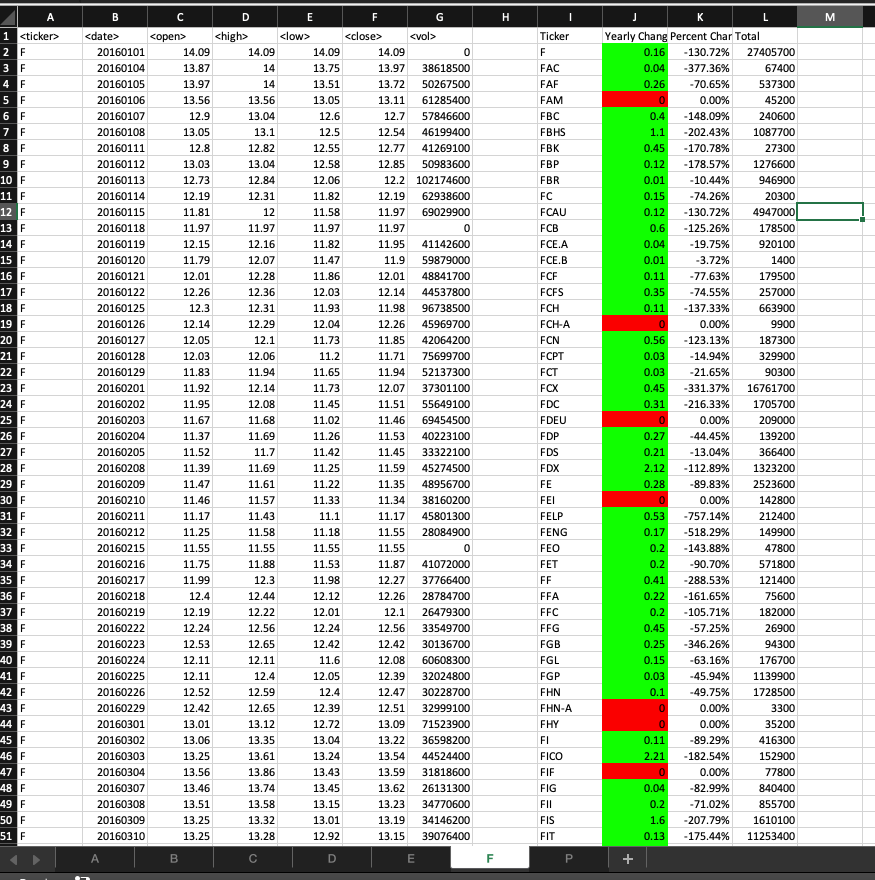 A B C D E F G H I J K L M
1 <ticker> <date> <open> <high> <low> <close> <vol> Ticker Yearly Chang Percent Char Total
2 F 20160101 14.09 14.09 14.09 14.09 0 F 0.16 -130.72% 27405700
3 F 20160104 13.87 14 13.75 13.97 38618500 FAC 0.04 -377.36% 67400
4 F 20160105 13.97 14 13.51 13.72 50267500 FAF 0.26 -70.65% 537300
5 F 20160106 13.56 13.56 13.05 13.11 61285400 FAM 0 0.00% 45200
6 F 20160107 12.9 13.04 12.6 12.7 57846600 FBC 0.4 -148.09% 240600
7 F 20160108 13.05 13.1 12.5 12.54 46199400 FBHS 1.1 -202.43% 1087700
8 F 20160111 12.8 12.82 12.55 12.77 41269100 FBK 0.45 -170.78% 27300
9 F 20160112 13.03 13.04 12.58 12.85 50983600 FBP 0.12 -178.57% 1276600
10 F 20160113 12.73 12.84 12.06 12.2 102174600 FBR 0.01 -10.44% 946900
11 F 20160114 12.19 12.31 11.82 12.19 62938600 FC 0.15 -74.26% 20300
12 F 20160115 11.81 12 11.58 11.97 69029900 FCAU 0.12 -130.72% 4947000
13 F 20160118 11.97 11.97 11.97 11.97 0 FCB 0.6 -125.26% 178500
14 F 20160119 12.15 12.16 11.82 11.95 41142600 FCE.A 0.04 -19.75% 920100
15 F 20160120 11.79 12.07 11.47 11.9 59879000 FCE.B 0.01 -3.72% 1400
16 F 20160121 12.01 12.28 11.86 12.01 48841700 FCF 0.11 -77.63% 179500
17 F 20160122 12.26 12.36 12.03 12.14 44537800 FCFS 0.35 -74.55% 257000
18 F 20160125 12.3 12.31 11.93 11.98 96738500 FCH 0.11 -137.33% 663900
19 F 20160126 12.14 12.29 12.04 12.26 45969700 FCH-A 0 0.00% 9900
20 F 20160127 12.05 12.1 11.73 11.85 42064200 FCN 0.56 -123.13% 187300
21 F 20160128 12.03 12.06 11.2 11.71 75699700 FCPT 0.03 -14.94% 329900
22 F 20160129 11.83 11.94 11.65 11.94 52137300 FCT 0.03 -21.65% 90300
23 F 20160201 11.92 12.14 11.73 12.07 37301100 FCX 0.45 -331.37% 16761700
24 F 20160202 11.95 12.08 11.45 11.51 55649100 FDC 0.31 -216.33% 1705700
25 F 20160203 11.67 11.68 11.02 11.46 69454500 FDEU 0 0.00% 209000
26 F 20160204 11.37 11.69 11.26 11.53 40223100 FDP 0.27 -44.45% 139200
27 F 20160205 11.52 11.7 11.42 11.45 33322100 FDS 0.21 -13.04% 366400
28 F 20160208 11.39 11.69 11.25 11.59 45274500 FDX 2.12 -112.89% 1323200
29 F 20160209 11.47 11.61 11.22 11.35 48956700 FE 0.28 -89.83% 2523600
30 F 20160210 11.46 11.57 11.33 11.34 38160200 FEI 0 0.00% 142800
31 F 20160211 11.17 11.43 11.1 11.17 45801300 FELP 0.53 -757.14% 212400
32 F 20160212 11.25 11.58 11.18 11.55 28084900 FENG 0.17 -518.29% 149900
33 F 20160215 11.55 11.55 11.55 11.55 0 FEO 0.2 -143.88% 47800
34 F 20160216 11.75 11.88 11.53 11.87 41072000 FET 0.2 -90.70% 571800
35 F 20160217 11.99 12.3 11.98 12.27 37766400 FF 0.41 -288.53% 121400
36 F 20160218 12.4 12.44 12.12 12.26 28784700 FFA 0.22 -161.65% 75600
37 F 20160219 12.19 12.22 12.01 12.1 26479300 FFC 0.2 -105.71% 182000
38 F 20160222 12.24 12.56 12.24 12.56 33549700 FFG 0.45 -57.25% 26900
39 F 20160223 12.53 12.65 12.42 12.42 30136700 FGB 0.25 -346.26% 94300
40 F 20160224 12.11 12.11 11.6 12.08 60608300 FGL 0.15 -63.16% 176700
41 F 20160225 12.11 12.4 12.05 12.39 32024800 FGP 0.03 -45.94% 1139900
42 F 20160226 12.52 12.59 12.4 12.47 30228700 FHN 0.1 -49.75% 1728500
43 F 20160229 12.42 12.65 12.39 12.51 32999100 FHN-A 0 0.00% 3300
44 F 20160301 13.01 13.12 12.72 13.09 71523900 FHY 0 0.00% 35200
45 F 20160302 13.06 13.35 13.04 13.22 36598200 FI 0.11 -89.29% 416300
46 F 20160303 13.25 13.61 13.24 13.54 44524400 FICO 2.21 -182.54% 152900
47 F 20160304 13.56 13.86 13.43 13.59 31818600 FIF 0 0.00% 77800
48 F 20160307 13.46 13.74 13.45 13.62 26131300 FIG 0.04 -82.99% 840400
49 F 20160308 13.51 13.58 13.15 13.23 34770600 FII 0.2 -71.02% 855700
50 F 20160309 13.25 13.32 13.01 13.19 34146200 FIS 1.6 -207.79% 1610100
51 F 20160310 13.25 13.28 12.92 13.15 39076400 FIT 0.13 -175.44% 11253400
A B C D E F P +